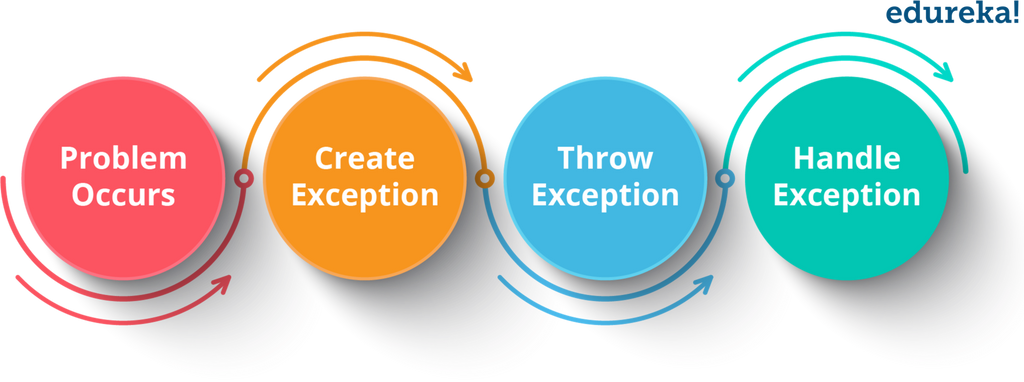 edureka!
Problem
Occurs
Create
Exception
Throw
Exception
Handle
Exception